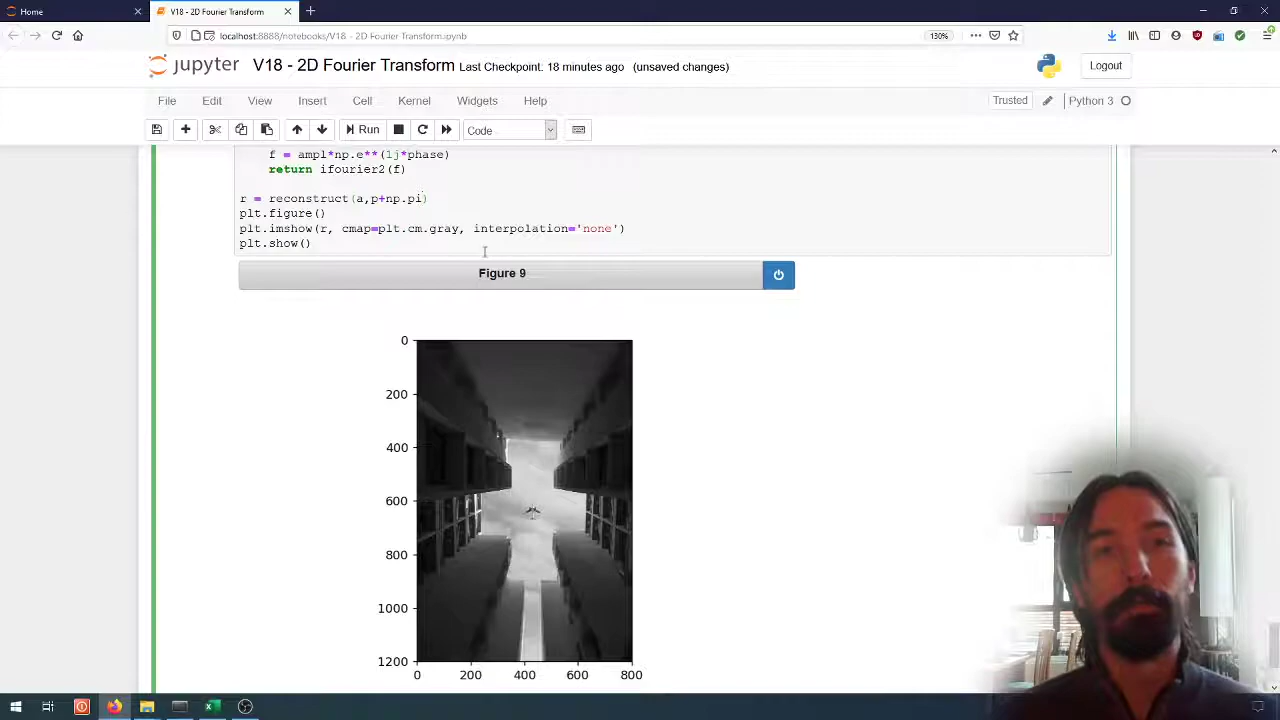 Home
V18 - 2D Fourier Transform
localhost:8888/notebooks/V18 - 2D Fourier Transform.ipynb
130%
jupyter V18 - 2D Fourier Transform Last Checkpoint: 18 minutes ago (unsaved changes)
Logout
File Edit View Insert Cell Kernel Widgets Help
Trusted
Python 3
Run
Code
f = ampl*np.e**(1j*phase)
return ifourier2(f)
r = reconstruct(a,p+np.pi)
plt.figure()
plt.imshow(r, cmap=plt.cm.gray, interpolation='none')
plt.show()
Figure 9
0
200
400
600
800
1000
1200
0 200 400 600 800